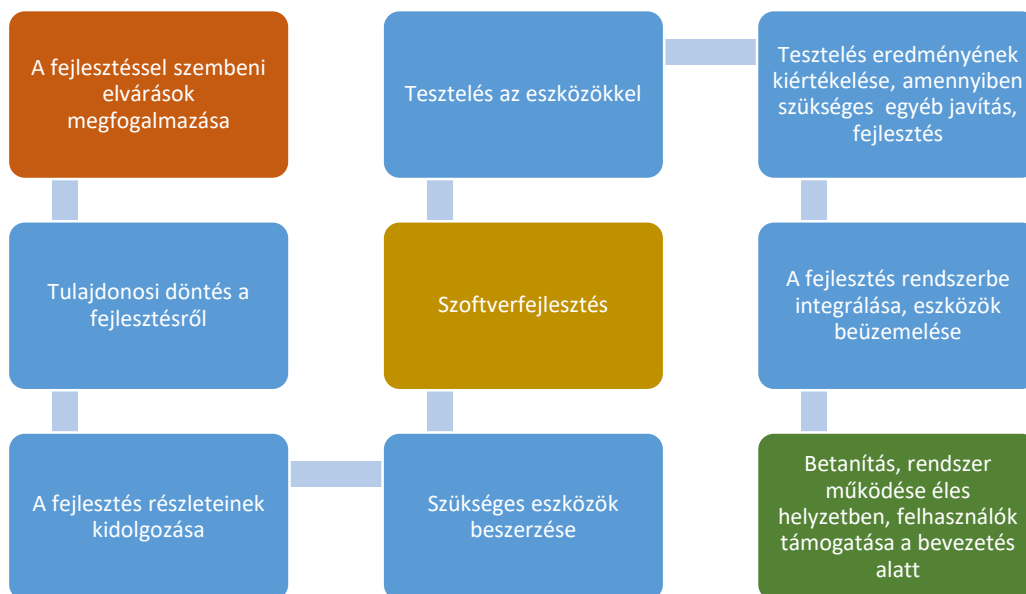 A fejlesztéssel szembeni
elvárások
megfogalmazása
Tulajdonosi döntés a
fejlesztésről
A fejlesztés részleteinek
kidolgozása
Szükséges eszközök
beszerzése
Szoftverfejlesztés
Tesztelés az eszközökkel
Tesztelés eredményének
kiértékelése, amennyiben
szükséges egyéb javítás,
fejlesztés
A fejlesztés rendszerbe
integrálása, eszközök
beüzemelése
Betanítás, rendszer
működése éles
helyzetben, felhasználók
támogatása a bevezetés
alatt